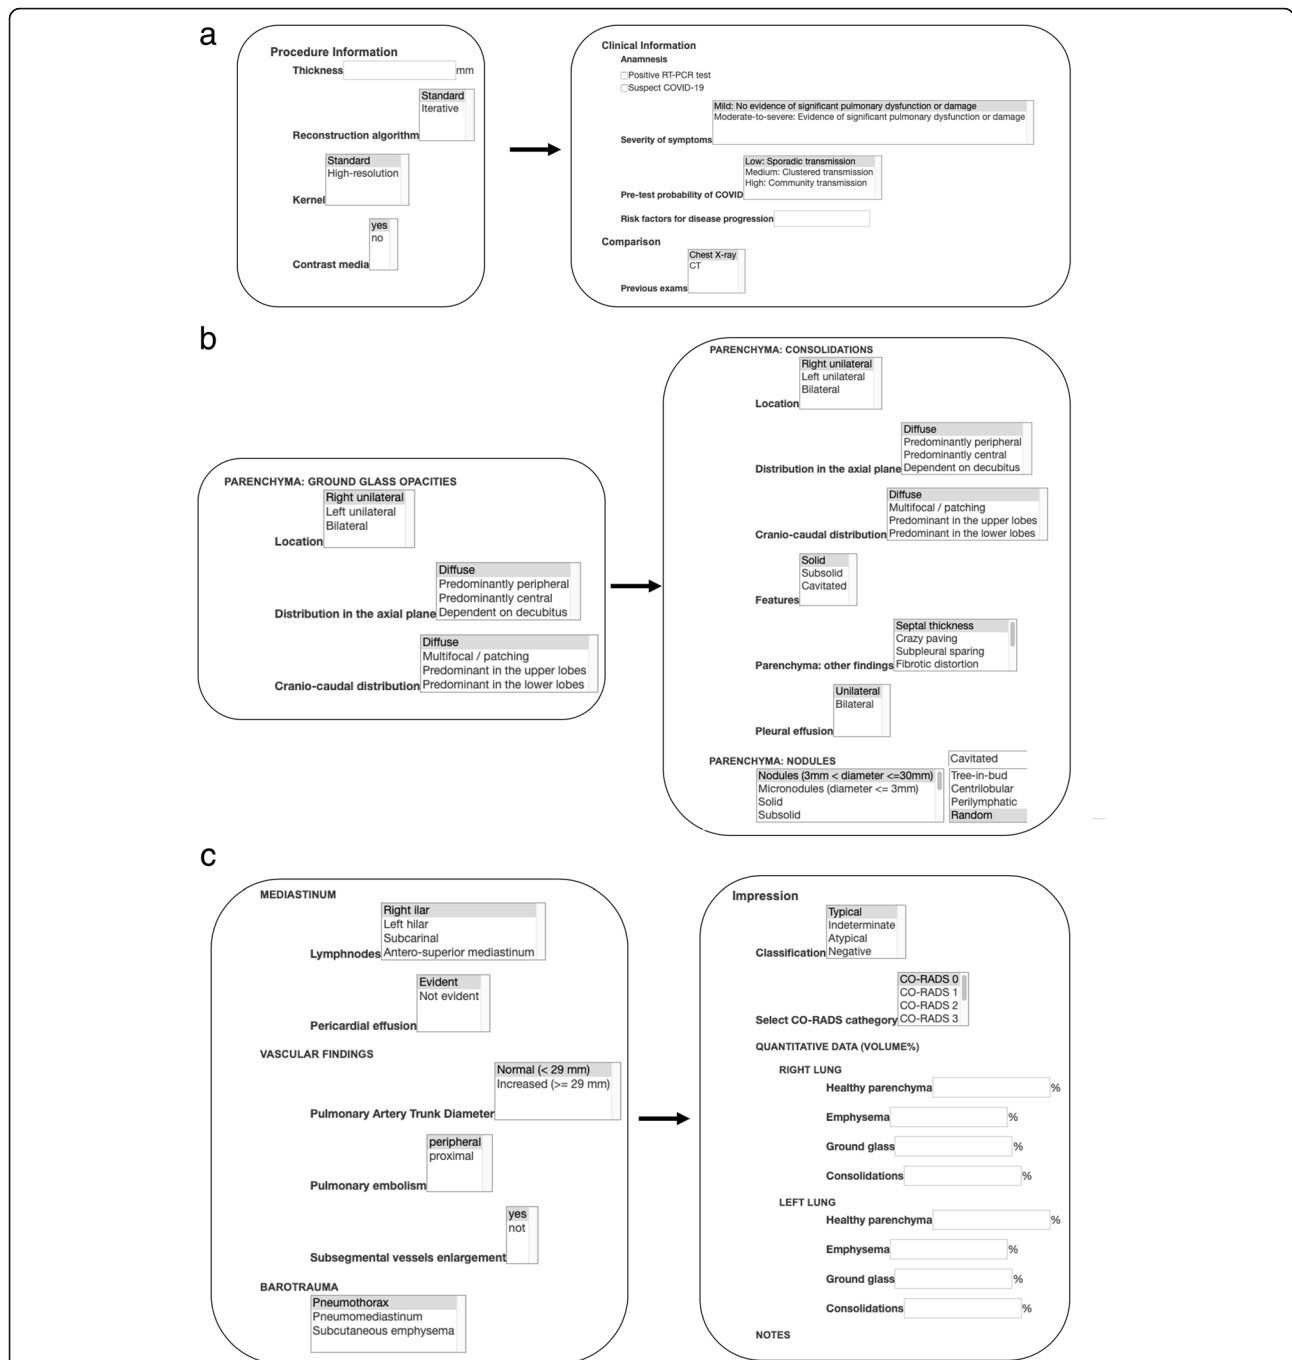 a
Procedure Information
Thickness mm
Standard
Iterative
Reconstruction algorithm
Standard
High-resolution
Kernel
yes
no
Contrast media
Clinical Information
Anamnesis
Positive RT-PCR test
Suspect COVID-19
Mild: No evidence of significant pulmonary dysfunction or damage
Moderate-to-severe: Evidence of significant pulmonary dysfunction or damage
Severity of symptoms
Low: Sporadic transmission
Medium: Clustered transmission
High: Community transmission
Pre-test probability of COVID
Risk factors for disease progression
Comparison
Chest X-ray
CT
Previous exams
b
PARENCHYMA: GROUND GLASS OPACITIES
Right unilateral
Left unilateral
Bilateral
Location
Diffuse
Predominantly peripheral
Predominantly central
Dependent on decubitus
Distribution in the axial plane
Diffuse
Multifocal / patching
Predominant in the upper lobes
Predominant in the lower lobes
Cranio-caudal distribution
PARENCHYMA: CONSOLIDATIONS
Right unilateral
Left unilateral
Bilateral
Location
Diffuse
Predominantly peripheral
Predominantly central
Dependent on decubitus
Distribution in the axial plane
Diffuse
Multifocal / patching
Predominant in the upper lobes
Predominant in the lower lobes
Cranio-caudal distribution
Solid
Subsolid
Cavitated
Features
Septal thickness
Crazy paving
Subpleural sparing
Fibrotic distortion
Parenchyma: other findings
Unilateral
Bilateral
Pleural effusion
PARENCHYMA: NODULES
Nodules (3mm < diameter <=30mm)
Micronodules (diameter <= 3mm)
Solid
Subsolid
Cavitated
Tree-in-bud
Centrilobular
Perilymphatic
Random
c
MEDIASTINUM
Right ilar
Left hilar
Subcarinal
Antero-superior mediastinum
Lymphnodes
Evident
Not evident
Pericardial effusion
VASCULAR FINDINGS
Normal (< 29 mm)
Increased (>= 29 mm)
Pulmonary Artery Trunk Diameter
peripheral
proximal
Pulmonary embolism
yes
not
Subsegmental vessels enlargement
BAROTRAUMA
Pneumothorax
Pneumomediastinum
Subcutaneous emphysema
Impression
Typical
Indeterminate
Atypical
Negative
Classification
CO-RADS 0
CO-RADS 1
CO-RADS 2
CO-RADS 3
Select CO-RADS cathegory
QUANTITATIVE DATA (VOLUME%)
RIGHT LUNG
Healthy parenchyma %
Emphysema %
Ground glass %
Consolidations %
LEFT LUNG
Healthy parenchyma %
Emphysema %
Ground glass %
Consolidations %
NOTES